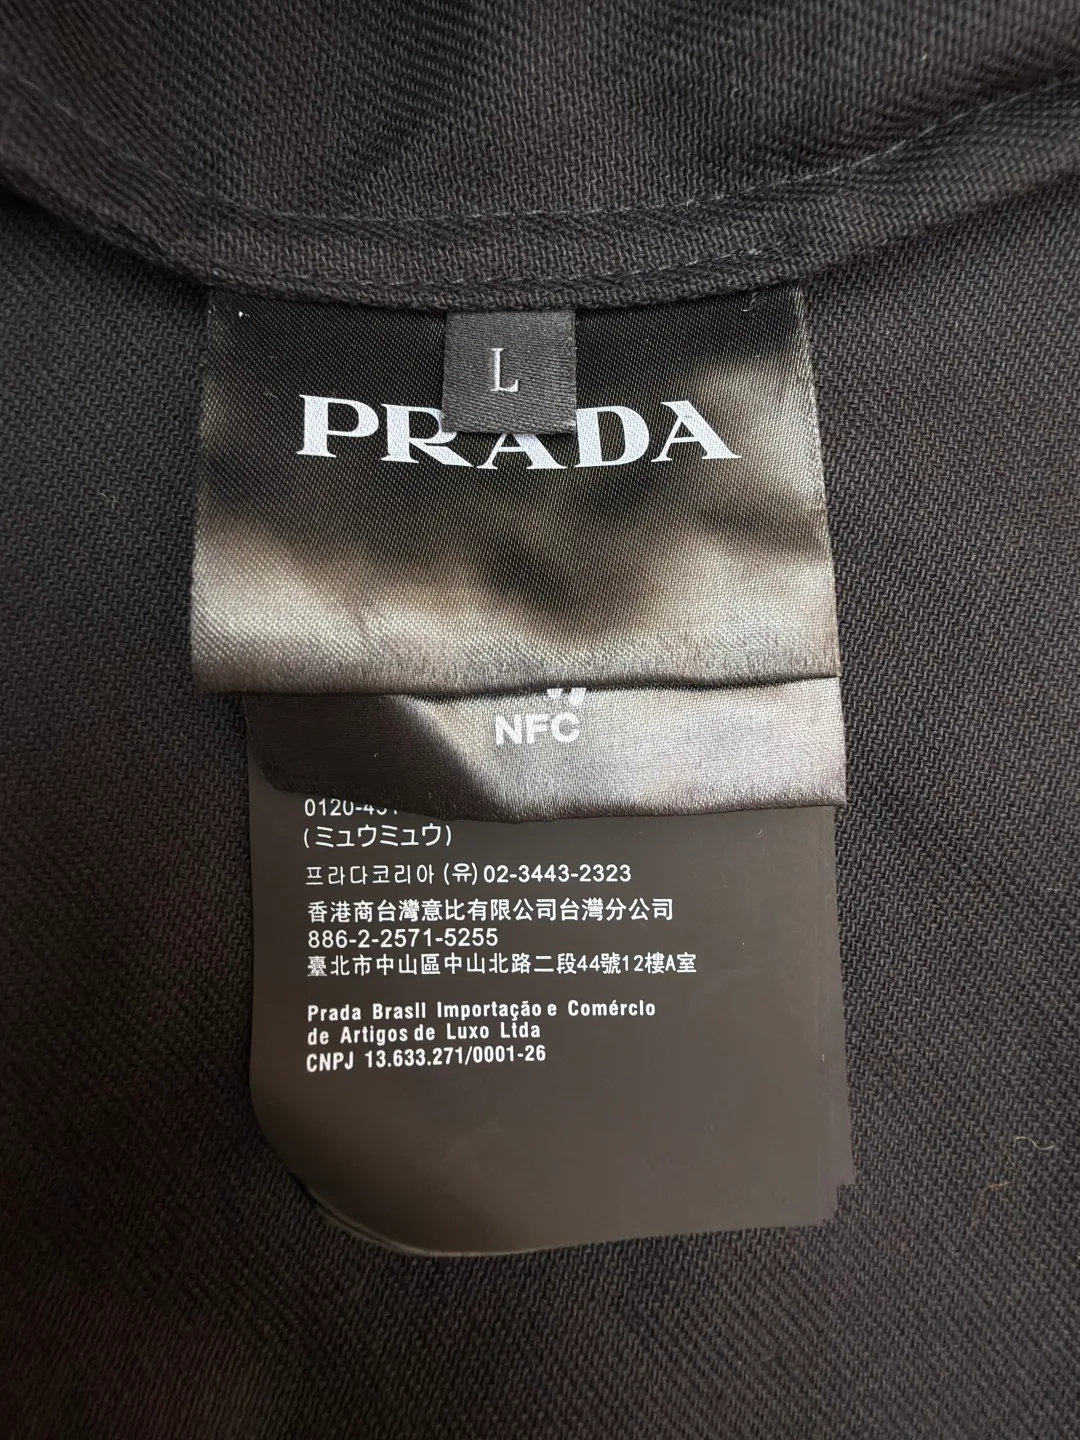 L
PRADA
NFC
0120-45
(ミュウミュウ)
프라다코리아 (유) 02-3443-2323
香港商台灣意比有限公司台灣分公司
886-2-2571-5255
臺北市中山區中山北路二段44號12樓A室
Prada Brasil Importação e Comércio
de Artigos de Luxo Ltda
CNPJ 13.633.271/0001-26